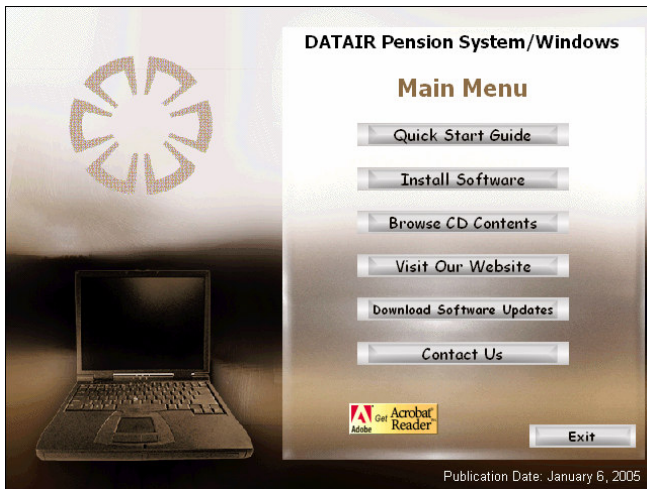 DATAIR Pension System/Windows
Main Menu
Quick Start Guide
Install Software
Browse CD Contents
Visit Our Website
Download Software Updates
Contact Us
Adobe
Get Acrobat®
Reader™
Exit
Publication Date: January 6, 2005